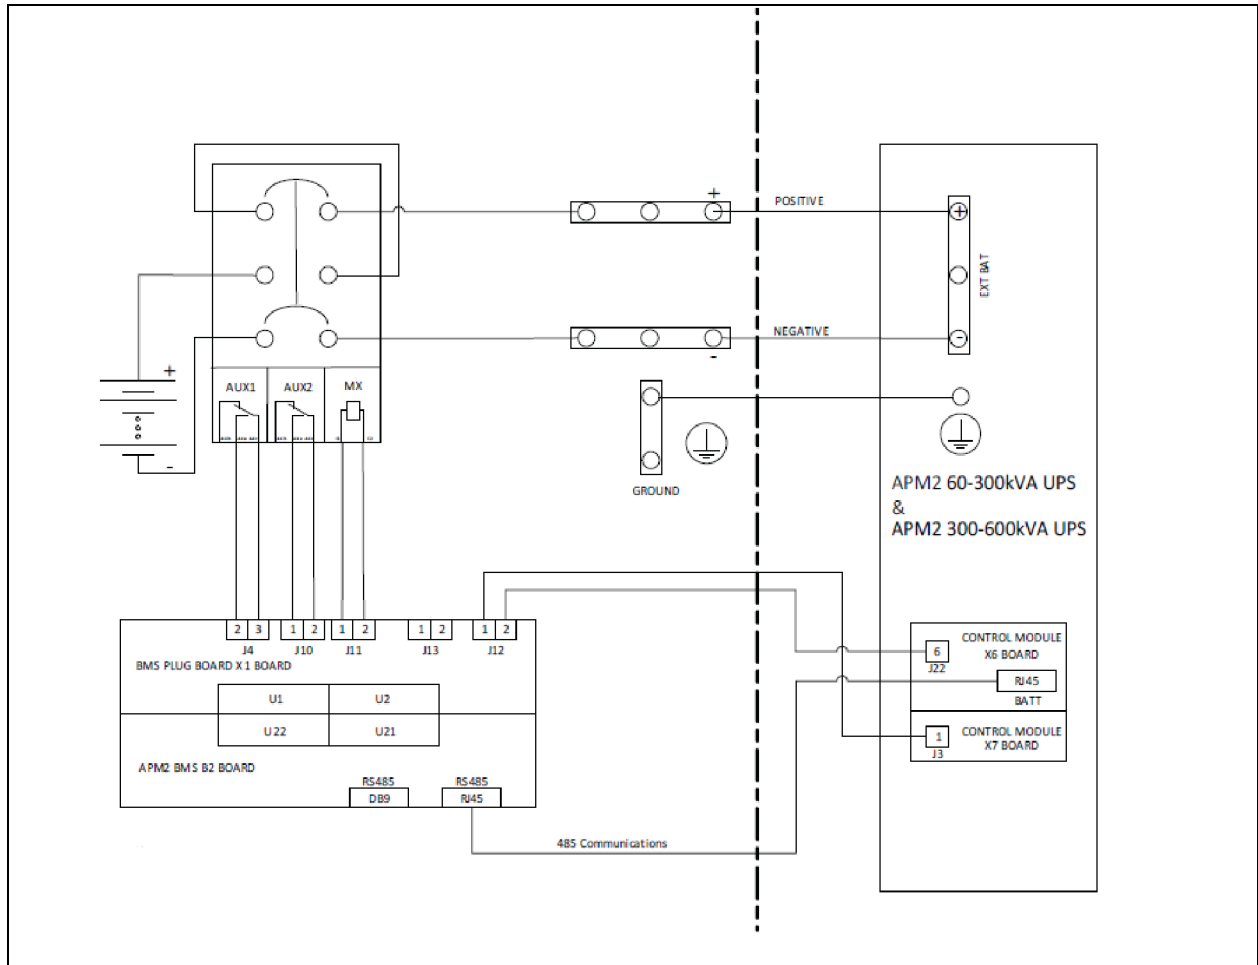 +
POSITIVE
+
EXT BAT
NEGATIVE
-
-
+
-
AUX1
AUX2
MX
GROUND
APM2 60-300kVA UPS
&
APM2 300-600kVA UPS
2 3
1 2
1 2
1 2
1 2
J4
J10
J11
J13
J12
BMS PLUG BOARD X1 BOARD
U1
U2
U22
U21
APM2 BMS B2 BOARD
RS485
DB9
RS485
RJ45
485 Communications
6
J22
CONTROL MODULE
X6 BOARD
RJ45
BATT
1
J3
CONTROL MODULE
X7 BOARD